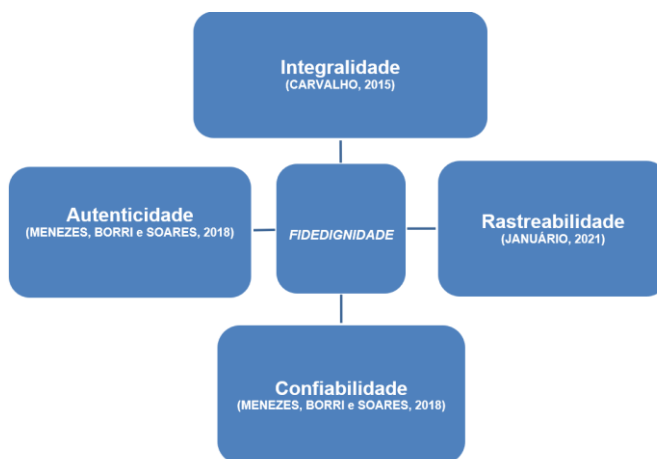 Integralidade
(CARVALHO, 2015)
Autenticidade
(MENEZES, BORRI e SOARES, 2018)
FIDEDIGNIDADE
Rastreabilidade
(JANUÁRIO, 2021)
Confiabilidade
(MENEZES, BORRI e SOARES, 2018)